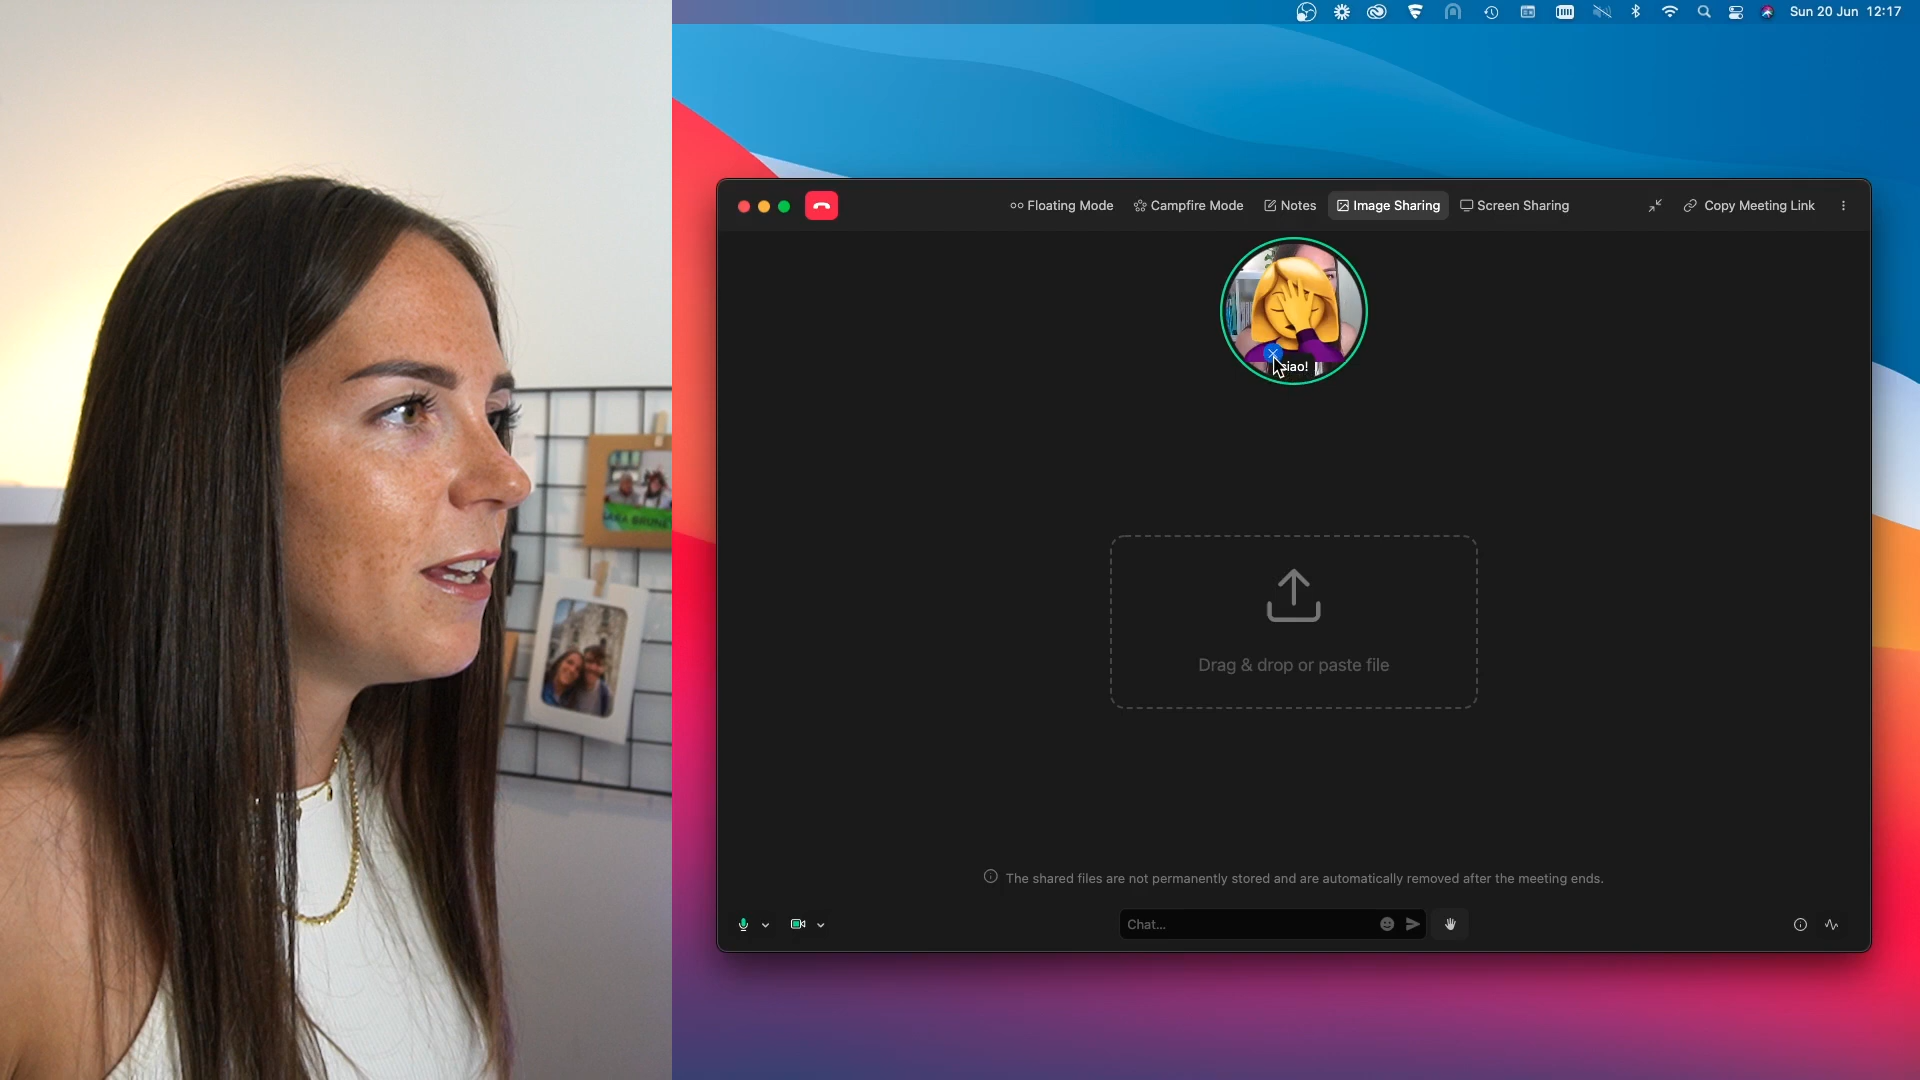 Sun 20 Jun 12:17
Floating Mode
Campfire Mode
Notes
Image Sharing
Screen Sharing
Copy Meeting Link
ciao!
Drag & drop or paste file
The shared files are not permanently stored and are automatically removed after the meeting ends.
Chat...